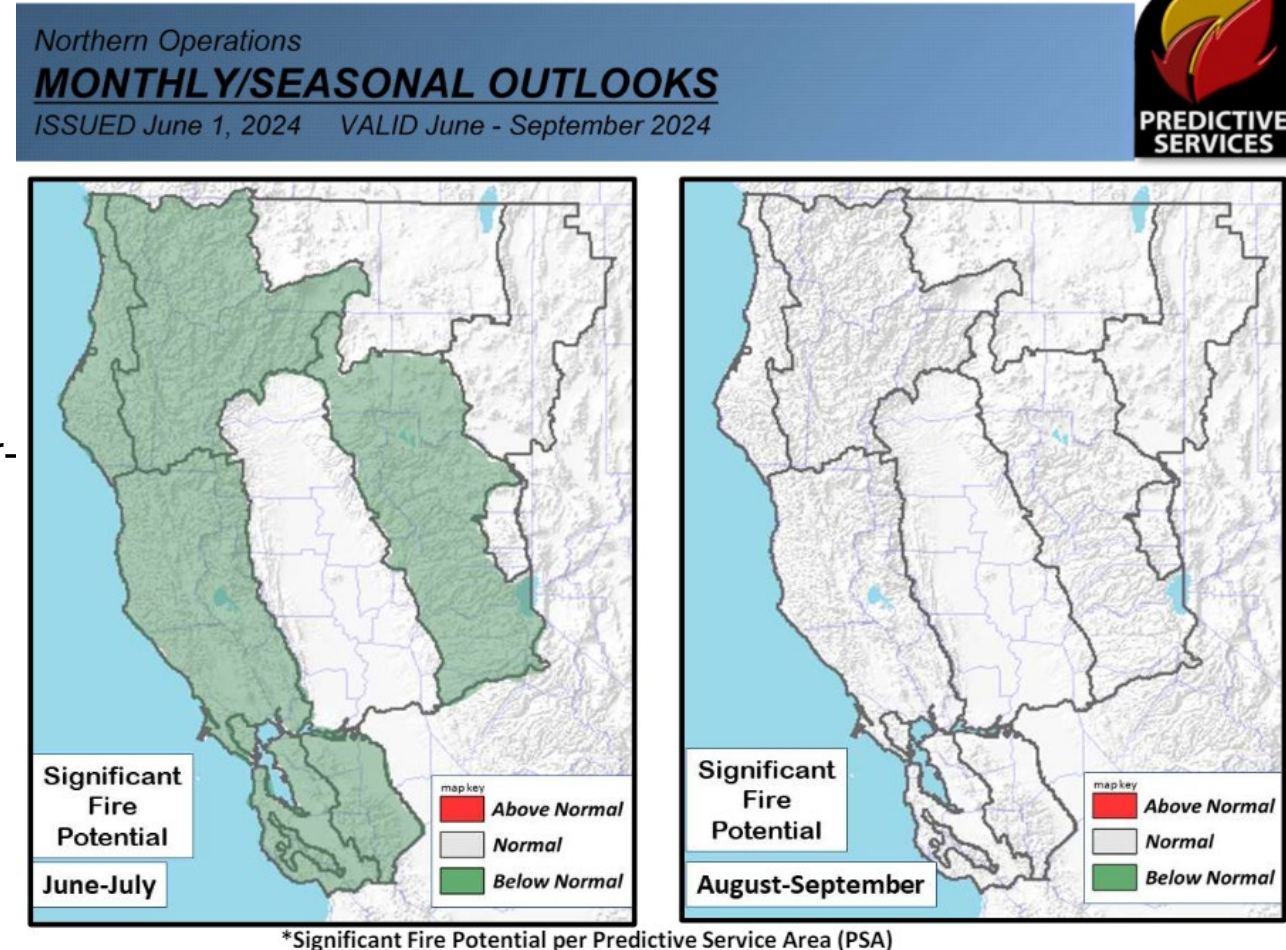 Northern Operations
MONTHLY/SEASONAL OUTLOOKS
ISSUED June 1, 2024 VALID June - September 2024
PREDICTIVE
SERVICES
r-
Significant
Fire
Potential
June-July
map key
Above Normal
Normal
Below Normal
Significant
Fire
Potential
August-September
map key
Above Normal
Normal
Below Normal
*Significant Fire Potential per Predictive Service Area (PSA)